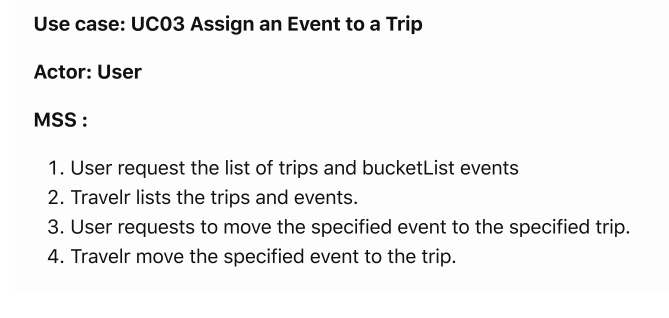 Use case: UC03 Assign an Event to a Trip
Actor: User
MSS :
1. User request the list of trips and bucketList events
2. Travelr lists the trips and events.
3. User requests to move the specified event to the specified trip.
4. Travelr move the specified event to the trip.